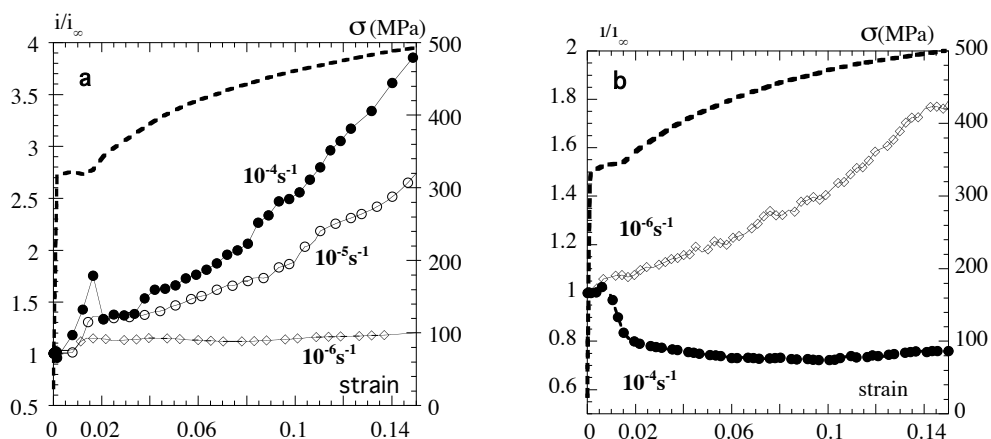 i/i∞ σ(MPa)
4 500
a
3.5 400
3
10⁻⁴s⁻¹
2.5 300
2
10⁻⁵s⁻¹ 200
1.5
100
1
10⁻⁶s⁻¹
strain
0.5 0
0 0.02 0.06 0.1 0.14
i/i∞ σ(MPa)
2 500
b
1.8
400
1.6
300
1.4
10⁻⁶s⁻¹
1.2 200
1
100
0.8
10⁻⁴s⁻¹ strain
0.6
0
0 0.02 0.06 0.1 0.14